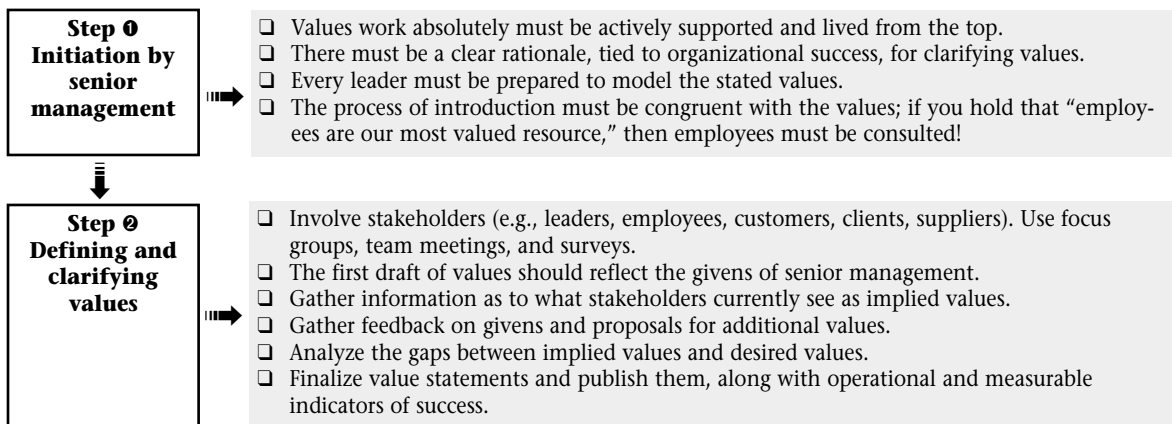 Step ❶
Initiation by
senior
management
❑ Values work absolutely must be actively supported and lived from the top.
❑ There must be a clear rationale, tied to organizational success, for clarifying values.
❑ Every leader must be prepared to model the stated values.
❑ The process of introduction must be congruent with the values; if you hold that “employ-
ees are our most valued resource,” then employees must be consulted!
Step ❷
Defining and
clarifying
values
❑ Involve stakeholders (e.g., leaders, employees, customers, clients, suppliers). Use focus
groups, team meetings, and surveys.
❑ The first draft of values should reflect the givens of senior management.
❑ Gather information as to what stakeholders currently see as implied values.
❑ Gather feedback on givens and proposals for additional values.
❑ Analyze the gaps between implied values and desired values.
❑ Finalize value statements and publish them, along with operational and measurable
indicators of success.